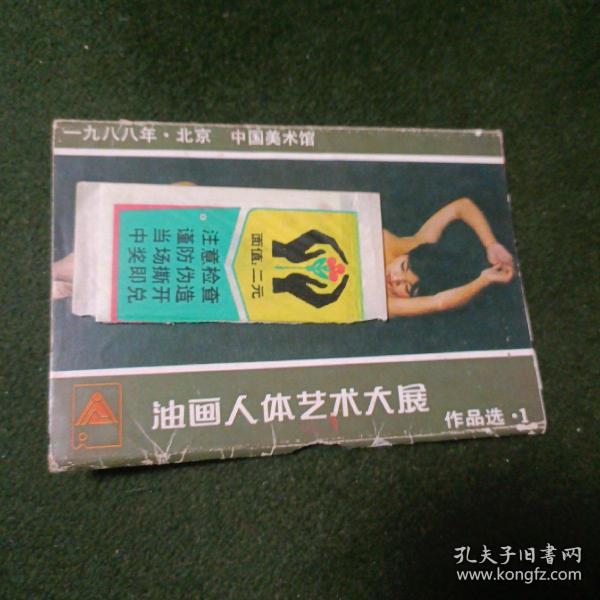 一九八八年·北京 中国美术馆
面值:二元
注意检查
谨防伪造
当场撕开
中奖即兑。
油画人体艺术大展
作品选·1
孔夫子旧書网
www.kongfz.com